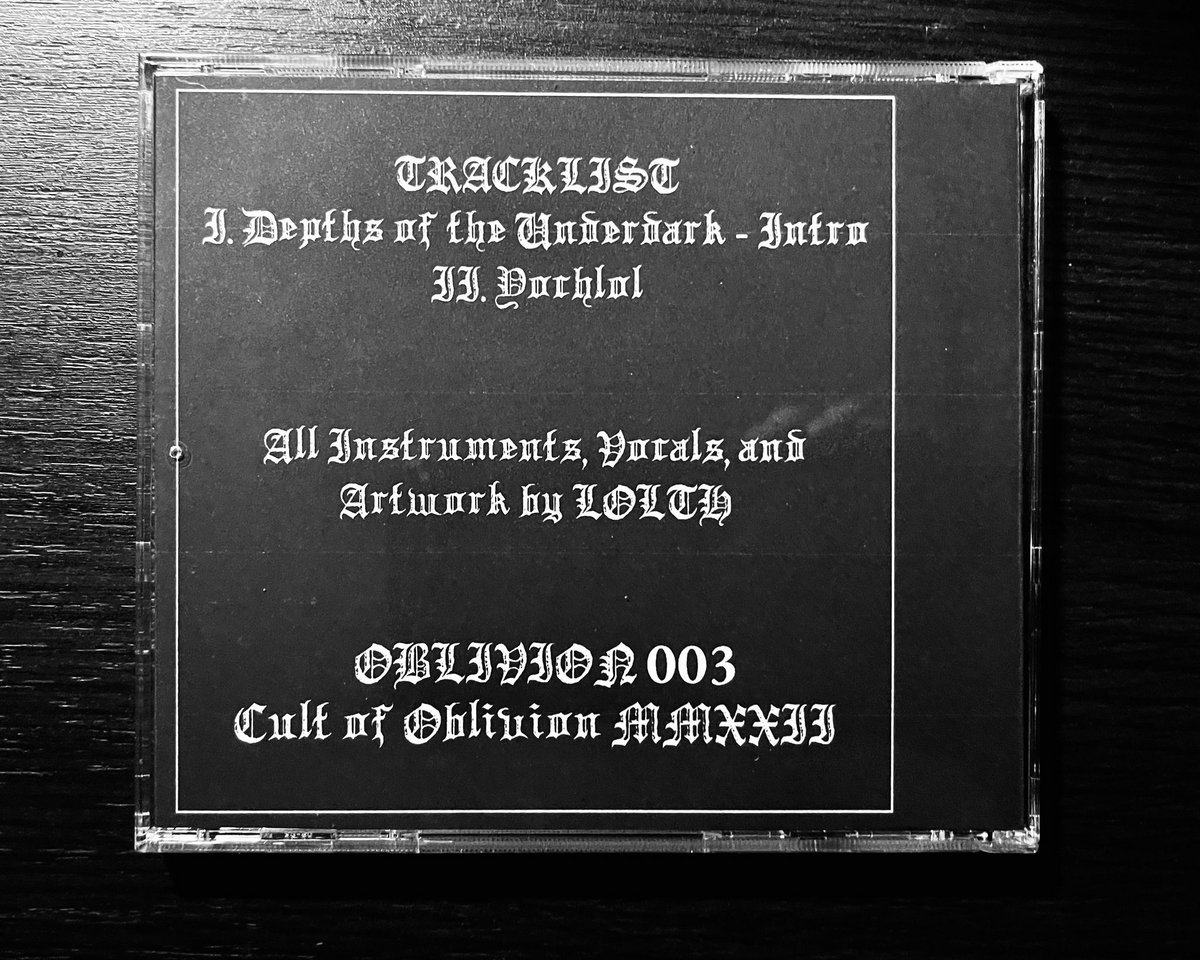 TRACKLIST
I. Depths of the Underdark - Intro
II. Yochlol
All Instruments, Vocals, and
Artwork by LOLTH
OBLIVION 003
Cult of Oblivion MMXXII